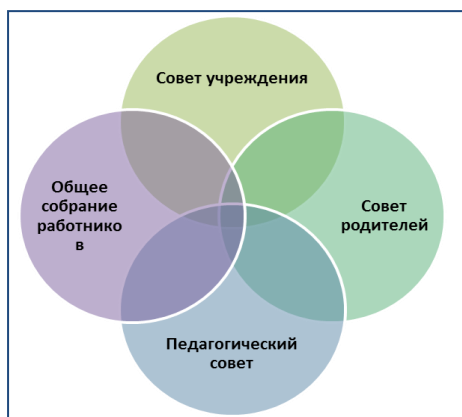 Совет учреждения
Общее
собрание
работнико
в
Совет
родителей
Педагогический
совет